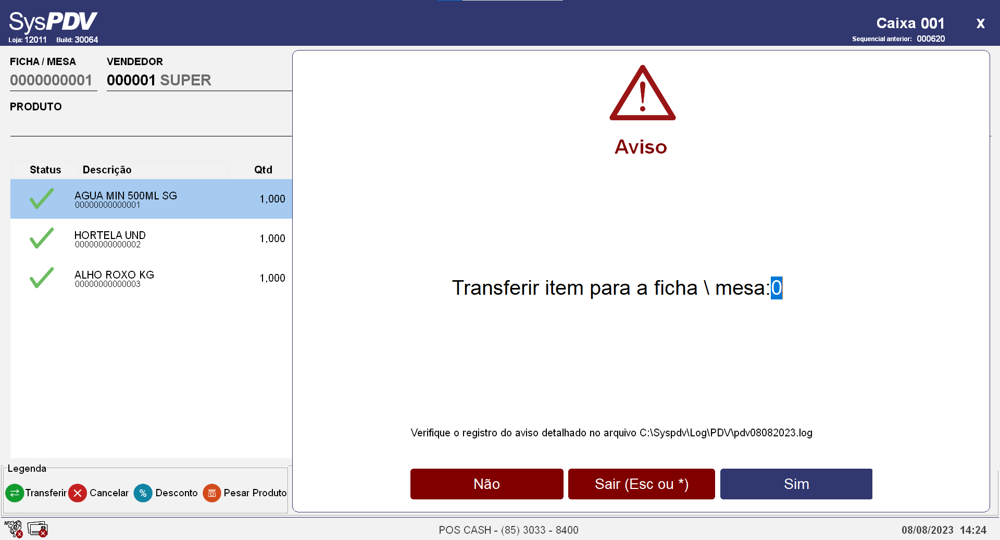 SysPDV
Loja: 12011 Build: 30064
Caixa 001
X
Sequencial anterior: 000620
FICHA / MESA
0000000001
VENDEDOR
000001 SUPER
PRODUTO
Status Descrição Qtd
AGUA MIN 500ML SG
00000000000001
1,000
HORTELA UND
00000000000002
1,000
ALHO ROXO KG
00000000000003
1,000
Aviso
Transferir item para a ficha \ mesa:0
Verifique o registro do aviso detalhado no arquivo C:\Syspdv\Log\PDV\pdv08082023.log
Não
Sair (Esc ou *)
Sim
Legenda
Transferir Cancelar % Desconto Pesar Produto
NFC e
POS CASH - (85) 3033 - 8400
08/08/2023 14:24